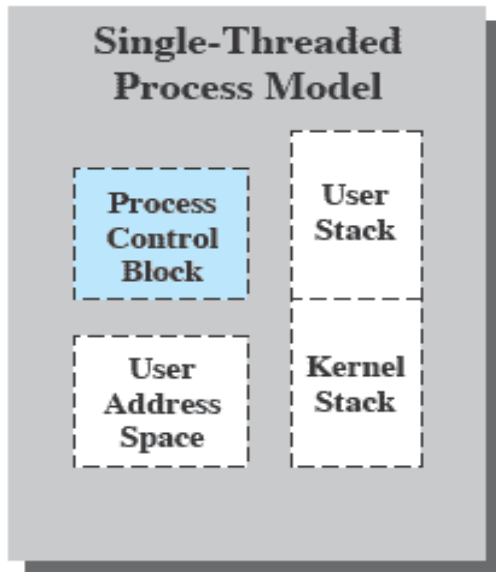 Single-Threaded
Process Model
Process
Control
Block
User
Stack
User
Address
Space
Kernel
Stack